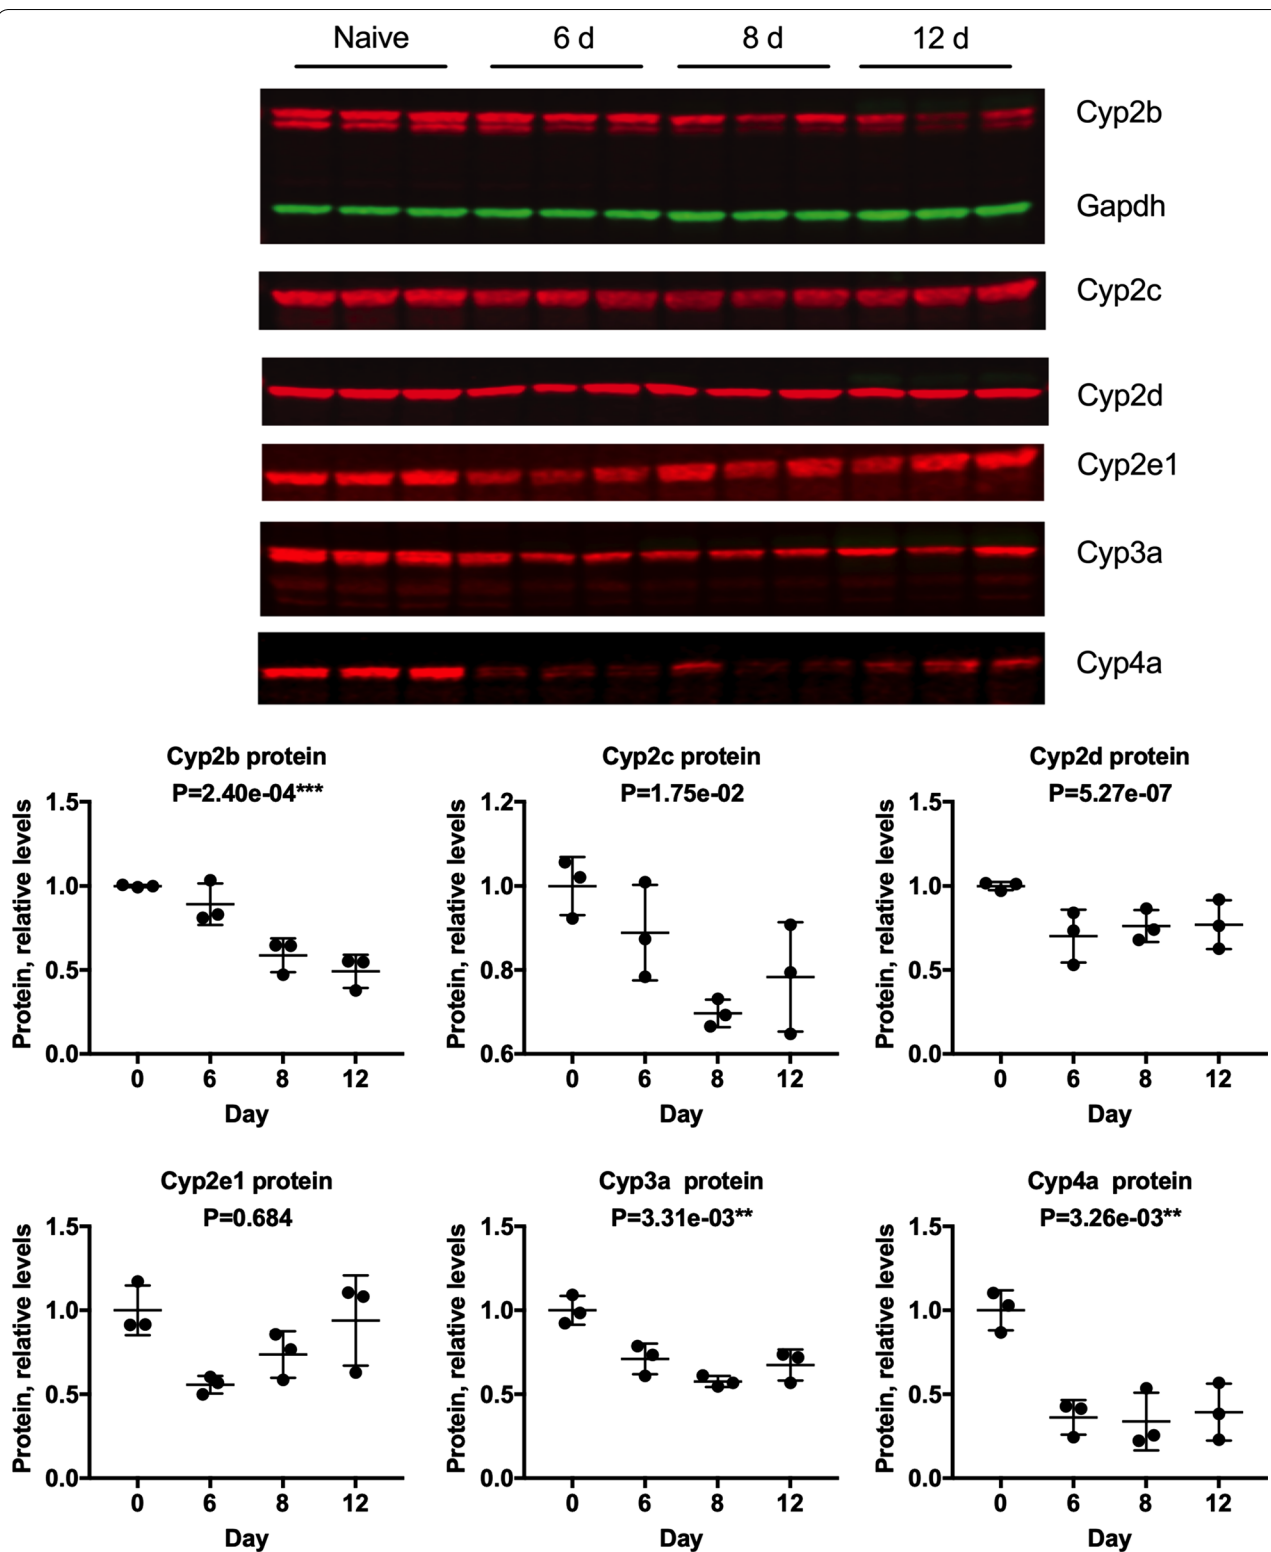 Naive 6 d 8 d 12 d
Cyp2b
Gapdh
Cyp2c
Cyp2d
Cyp2e1
Cyp3a
Cyp4a
Cyp2b protein
P=2.40e-04***
Protein, relative levels
1.5
1.0
0.5
0.0
0 6 8 12
Day
Cyp2c protein
P=1.75e-02
Protein, relative levels
1.2
1.0
0.8
0.6
0 6 8 12
Day
Cyp2d protein
P=5.27e-07
Protein, relative levels
1.5
1.0
0.5
0.0
0 6 8 12
Day
Cyp2e1 protein
P=0.684
Protein, relative levels
1.5
1.0
0.5
0.0
0 6 8 12
Day
Cyp3a protein
P=3.31e-03**
Protein, relative levels
1.5
1.0
0.5
0.0
0 6 8 12
Day
Cyp4a protein
P=3.26e-03**
Protein, relative levels
1.5
1.0
0.5
0.0
0 6 8 12
Day